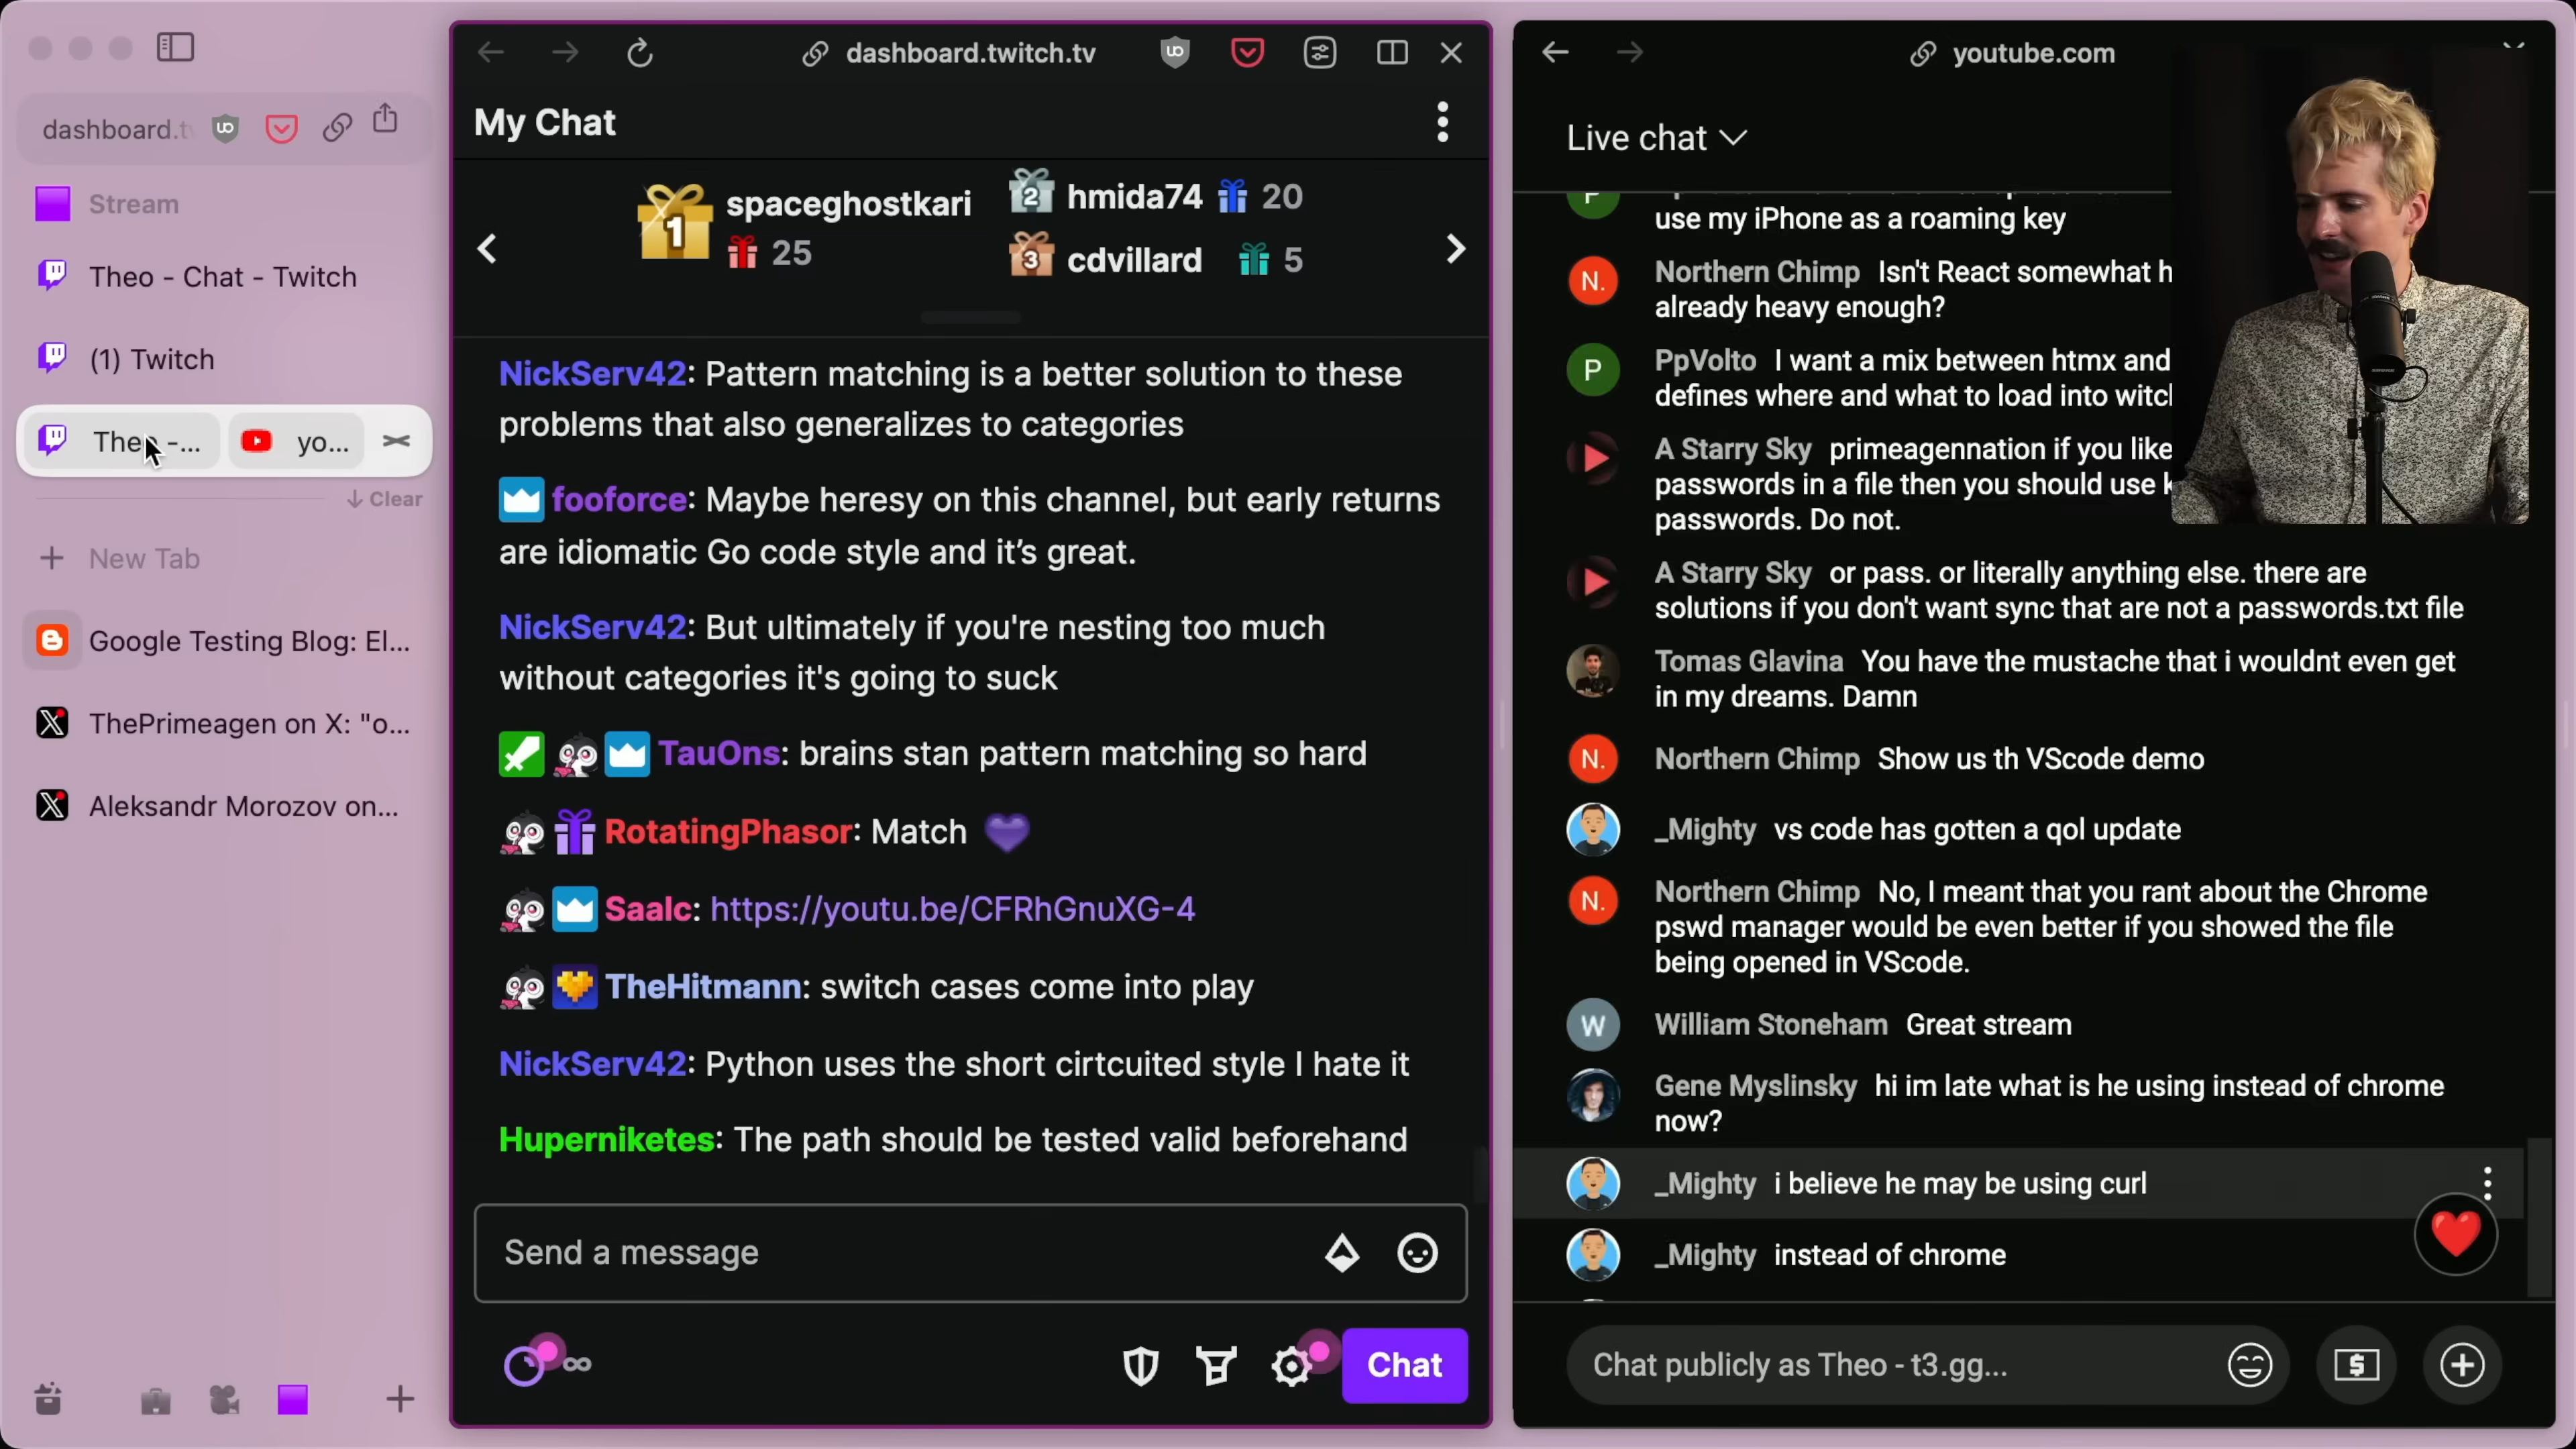 dashboard.tv
Stream
Theo - Chat - Twitch
(1) Twitch
Theo -...
yo...
Clear
New Tab
Google Testing Blog: El...
ThePrimeagen on X: "o...
Aleksandr Morozov on...
dashboard.twitch.tv
My Chat
1
spaceghostkari
25
2
hmida74
20
3
cdvillard
5
NickServ42: Pattern matching is a better solution to these
problems that also generalizes to categories
fooforce: Maybe heresy on this channel, but early returns
are idiomatic Go code style and it’s great.
NickServ42: But ultimately if you're nesting too much
without categories it's going to suck
TauOns: brains stan pattern matching so hard
RotatingPhasor: Match
Saalc: https://youtu.be/CFRhGnuXG-4
TheHitmann: switch cases come into play
NickServ42: Python uses the short cirtcuited style I hate it
Huperniketes: The path should be tested valid beforehand
Send a message
Chat
youtube.com
Live chat
use my iPhone as a roaming key
N. Northern Chimp Isn't React somewhat h
already heavy enough?
P PpVolto I want a mix between htmx and
defines where and what to load into witcl
A Starry Sky primeagennation if you like
passwords in a file then you should use k
passwords. Do not.
A Starry Sky or pass. or literally anything else. there are
solutions if you don't want sync that are not a passwords.txt file
Tomas Glavina You have the mustache that i wouldnt even get
in my dreams. Damn
N. Northern Chimp Show us th VScode demo
_Mighty vs code has gotten a qol update
N. Northern Chimp No, I meant that you rant about the Chrome
pswd manager would be even better if you showed the file
being opened in VScode.
W William Stoneham Great stream
Gene Myslinsky hi im late what is he using instead of chrome
now?
_Mighty i believe he may be using curl
_Mighty instead of chrome
Chat publicly as Theo - t3.gg...